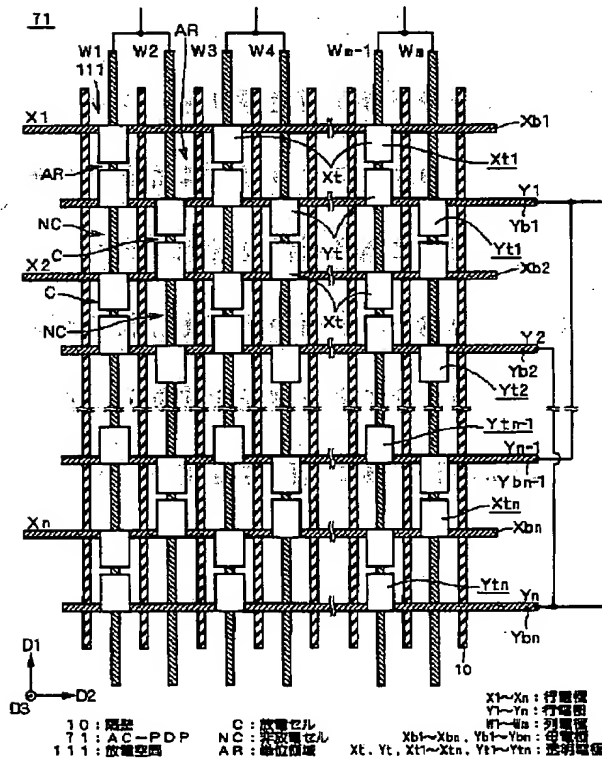 71
AR
W1 W2 W3 W4 Wm-1 Wm
111
X1 Xb1
AR Xt Xt1
Y1
Yb1
NC Yt Yt1
C
X2 Xb2
C Xt
NC
Y2
Yb2
Yt2
Ytn-1
Yn-1
Ybn-1
Xtn
Xn Xbn
Ytn
Yn
Ybn
10
D1
D2
D3
X1~Xn:行電極
Y1~Yn:行電極
10:隔壁 C:放電セル W1~Wm:列電極
71:AC-PDP NC:非放電セル Xb1~Xbn, Yb1~Ybn:母電極
111:放電空間 AR:単位領域 Xt, Yt, Xt1~Xtn, Yt1~Ytn:透明電極